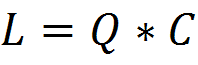 L = Q * C